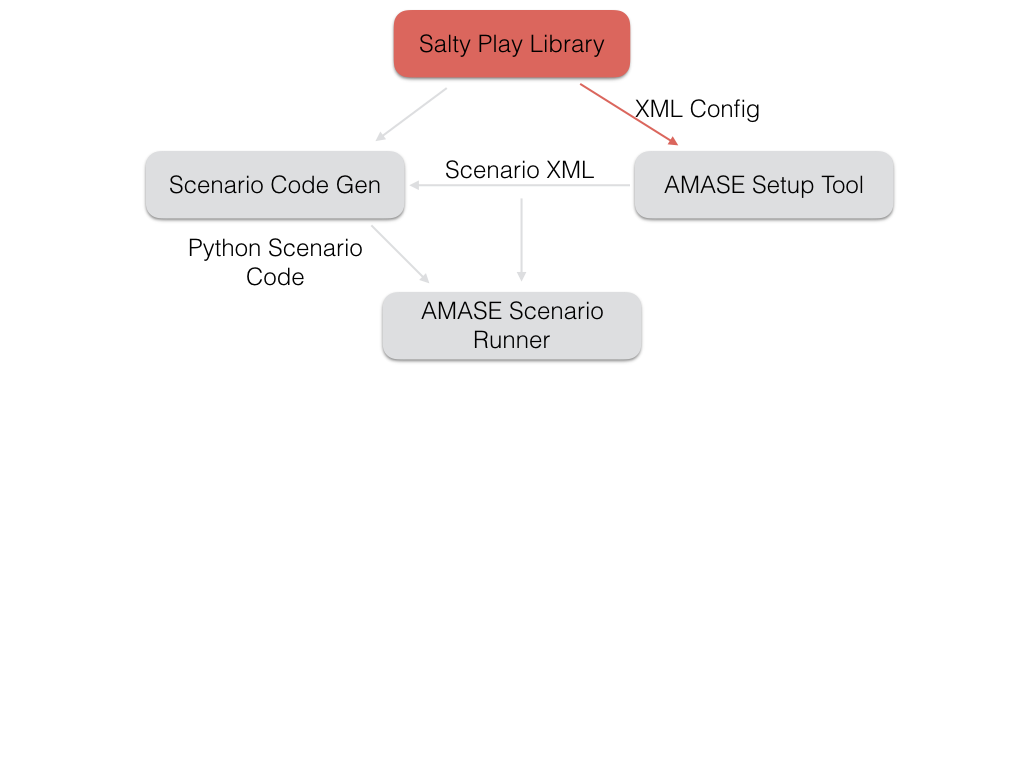 Salty Play Library
XML Config
Scenario XML
Scenario Code Gen
AMASE Setup Tool
Python Scenario
Code
AMASE Scenario
Runner